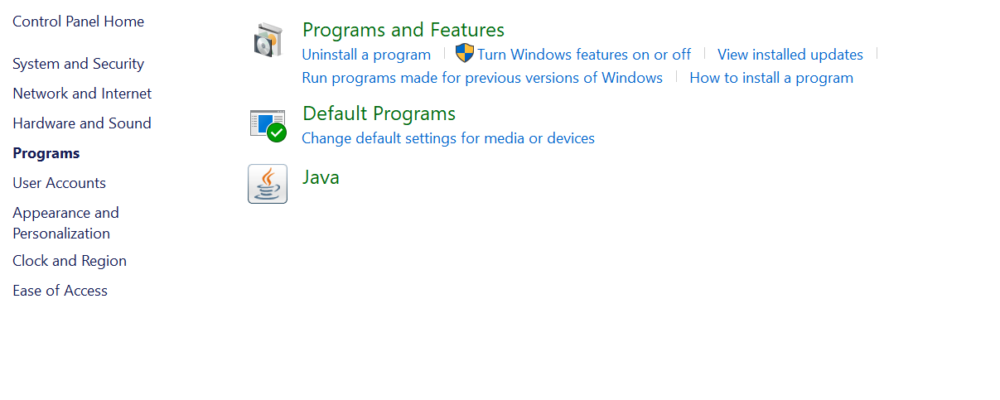 Control Panel Home
System and Security
Network and Internet
Hardware and Sound
Programs
User Accounts
Appearance and
Personalization
Clock and Region
Ease of Access
Programs and Features
Uninstall a program Turn Windows features on or off View installed updates
Run programs made for previous versions of Windows How to install a program
Default Programs
Change default settings for media or devices
Java